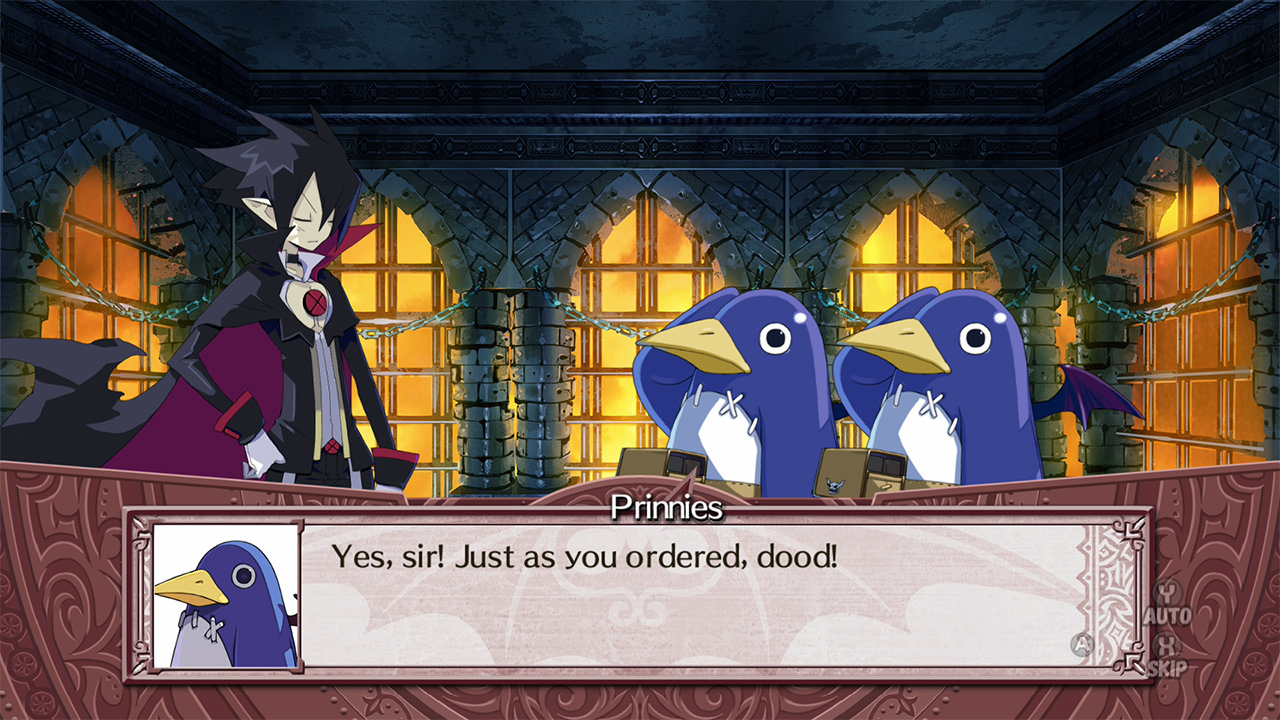 Prinnies
Yes, sir! Just as you ordered, dood!
Y
AUTO
A
X
SKIP